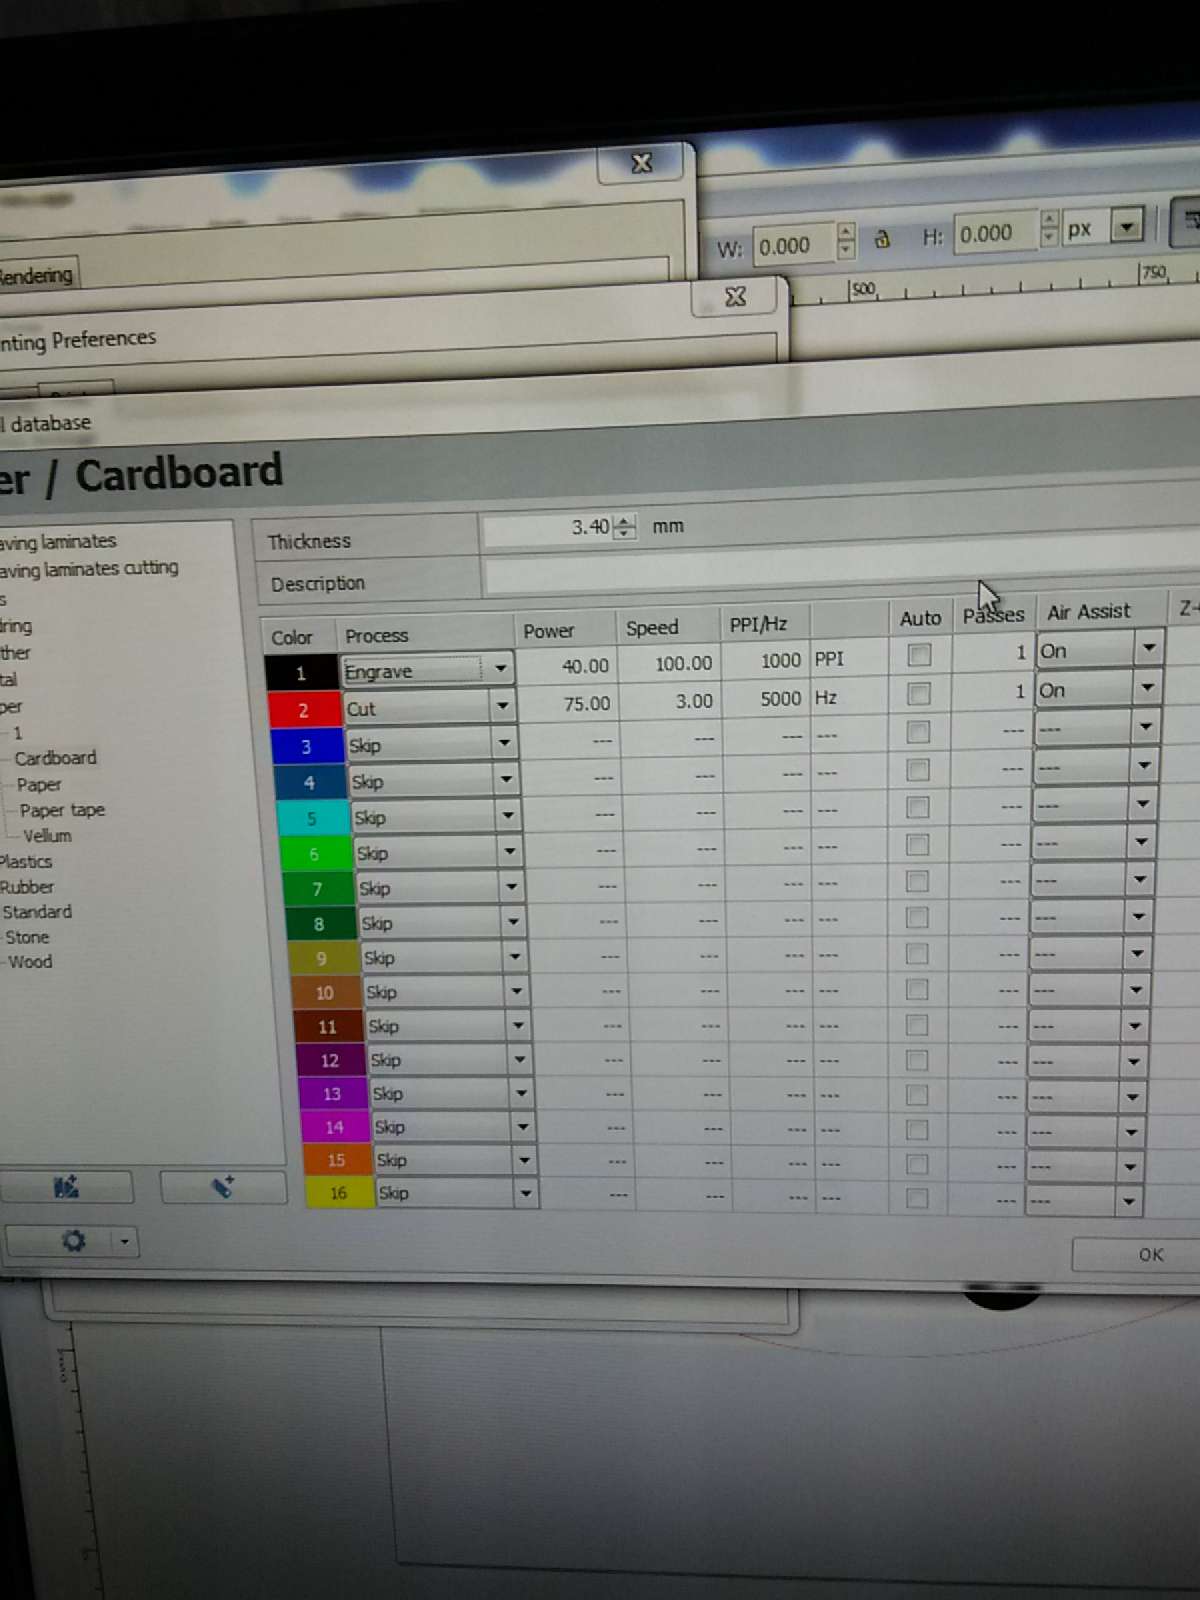 W: 0.000 H: 0.000 px
500 750
Rendering
nting Preferences
l database
er / Cardboard
aving laminates
aving laminates cutting
s
dring
ther
tal
per
1
Cardboard
Paper
Paper tape
Vellum
Plastics
Rubber
Standard
Stone
Wood
Thickness 3.40 mm
Description
Color Process Power Speed PPI/Hz Auto Passes Air Assist Z-
1 Engrave 40.00 100.00 1000 PPI 1 On
2 Cut 75.00 3.00 5000 Hz 1 On
3 Skip --- --- --- --- --- ---
4 Skip --- --- --- --- --- ---
5 Skip --- --- --- --- --- ---
6 Skip --- --- --- --- --- ---
7 Skip --- --- --- --- --- ---
8 Skip --- --- --- --- --- ---
9 Skip --- --- --- --- --- ---
10 Skip --- --- --- --- --- ---
11 Skip --- --- --- --- --- ---
12 Skip --- --- --- --- --- ---
13 Skip --- --- --- --- --- ---
14 Skip --- --- --- --- --- ---
15 Skip --- --- --- --- --- ---
16 Skip --- --- --- --- --- ---
OK